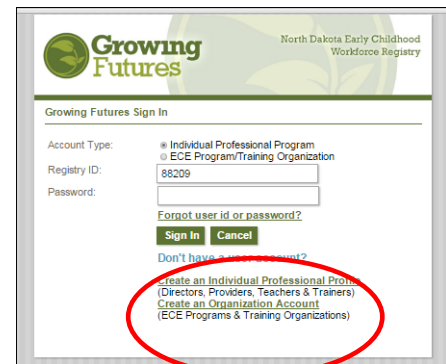 Growing
Futures
North Dakota Early Childhood
Workforce Registry
Growing Futures Sign In
Account Type:
Individual Professional Program
ECE Program/Training Organization
Registry ID:
88209
Password:
Forgot user id or password?
Sign In Cancel
Don't have a user account?
Create an Individual Professional Profile
(Directors, Providers, Teachers & Trainers)
Create an Organization Account
(ECE Programs & Training Organizations)